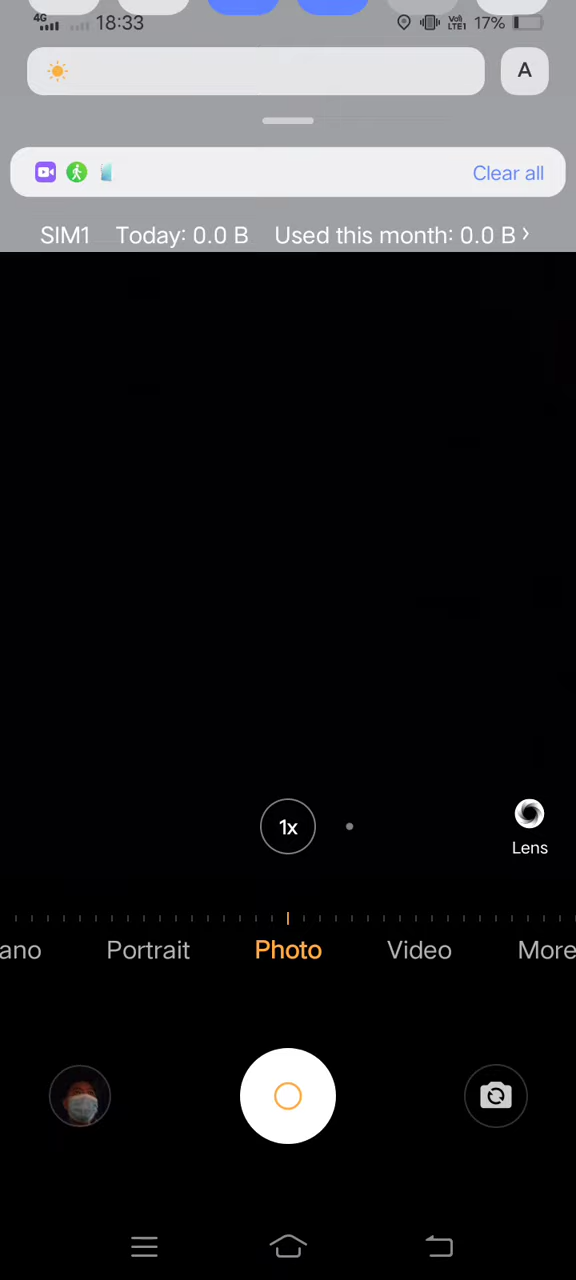 4G 18:33 VoLTE1 17%
A
Clear all
SIM1 Today: 0.0 B Used this month: 0.0 B ›
1x
Lens
ano Portrait Photo Video More